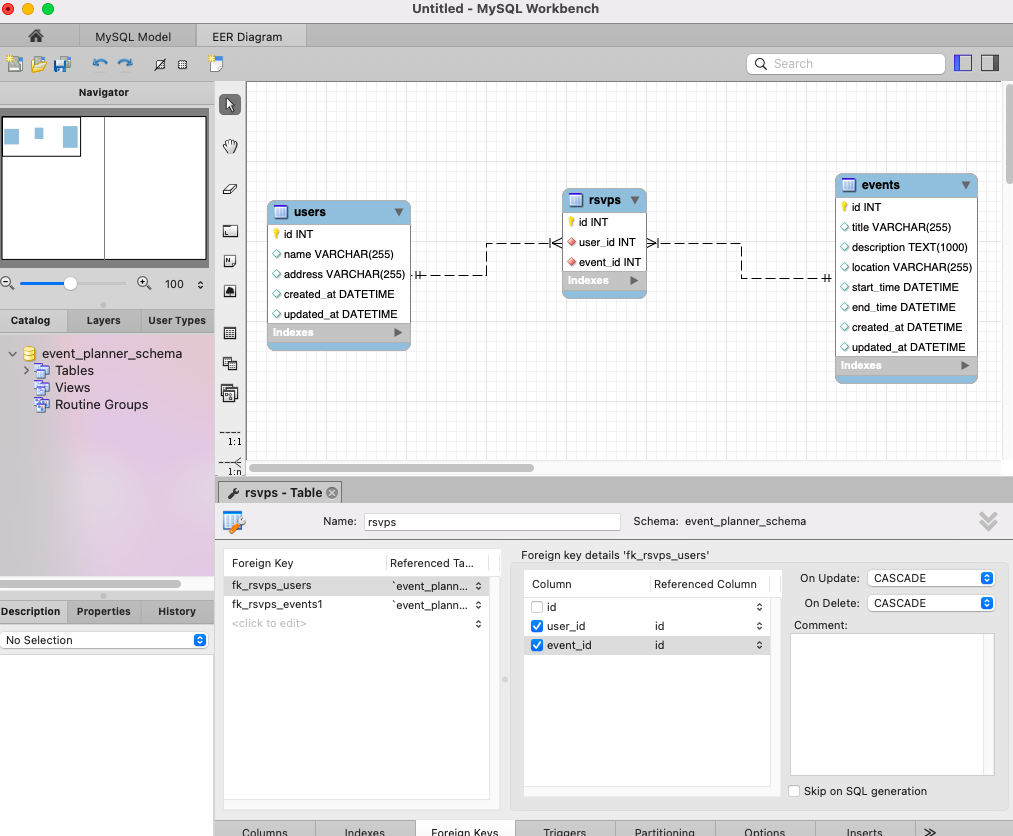 Untitled - MySQL Workbench
MySQL Model
EER Diagram
Search
Navigator
100
Catalog
Layers
User Types
event_planner_schema
Tables
Views
Routine Groups
Description
Properties
History
No Selection
1:1
1:n
users
id INT
name VARCHAR(255)
address VARCHAR(255)
created_at DATETIME
updated_at DATETIME
Indexes
rsvps
id INT
user_id INT
event_id INT
Indexes
events
id INT
title VARCHAR(255)
description TEXT(1000)
location VARCHAR(255)
start_time DATETIME
end_time DATETIME
created_at DATETIME
updated_at DATETIME
Indexes
rsvps - Table
Name: rsvps
Schema: event_planner_schema
Foreign Key
Referenced Ta...
fk_rsvps_users
`event_plann...
fk_rsvps_events1
`event_plann...
<click to edit>
Foreign key details 'fk_rsvps_users'
Column
Referenced Column
id
user_id
id
event_id
id
On Update: CASCADE
On Delete: CASCADE
Comment:
Skip on SQL generation
Columns
Indexes
Foreign Keys
Triggers
Partitioning
Options
Inserts